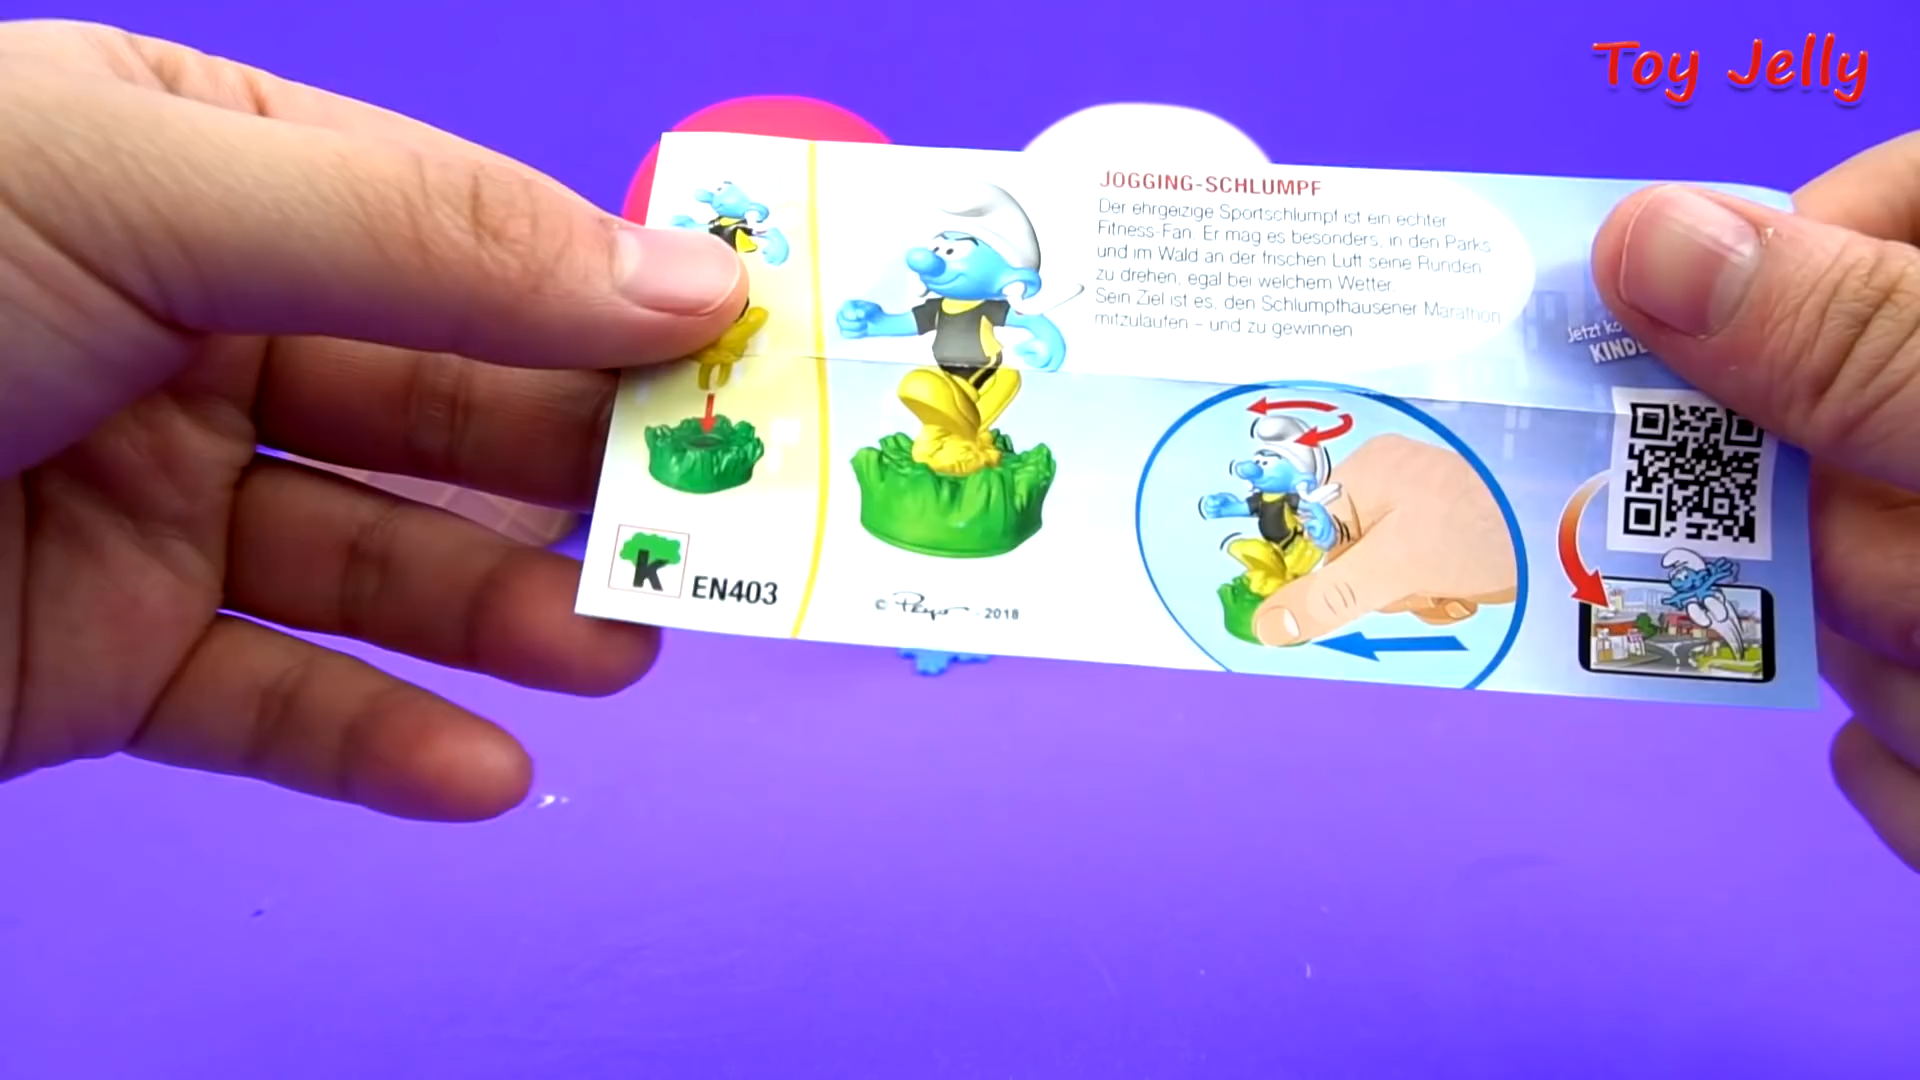 Toy Jelly
JOGGING-SCHLUMPF
Der ehrgeizige Sportschlumpf ist ein echter
Fitness-Fan. Er mag es besonders, in den Parks
und im Wald an der frischen Luft seine Runden
zu drehen, egal bei welchem Wetter.
Sein Ziel ist es, den Schlumpfhausener Marathon
mitzulaufen – und zu gewinnen
Jetzt
k
EN403
© Peyo - 2018